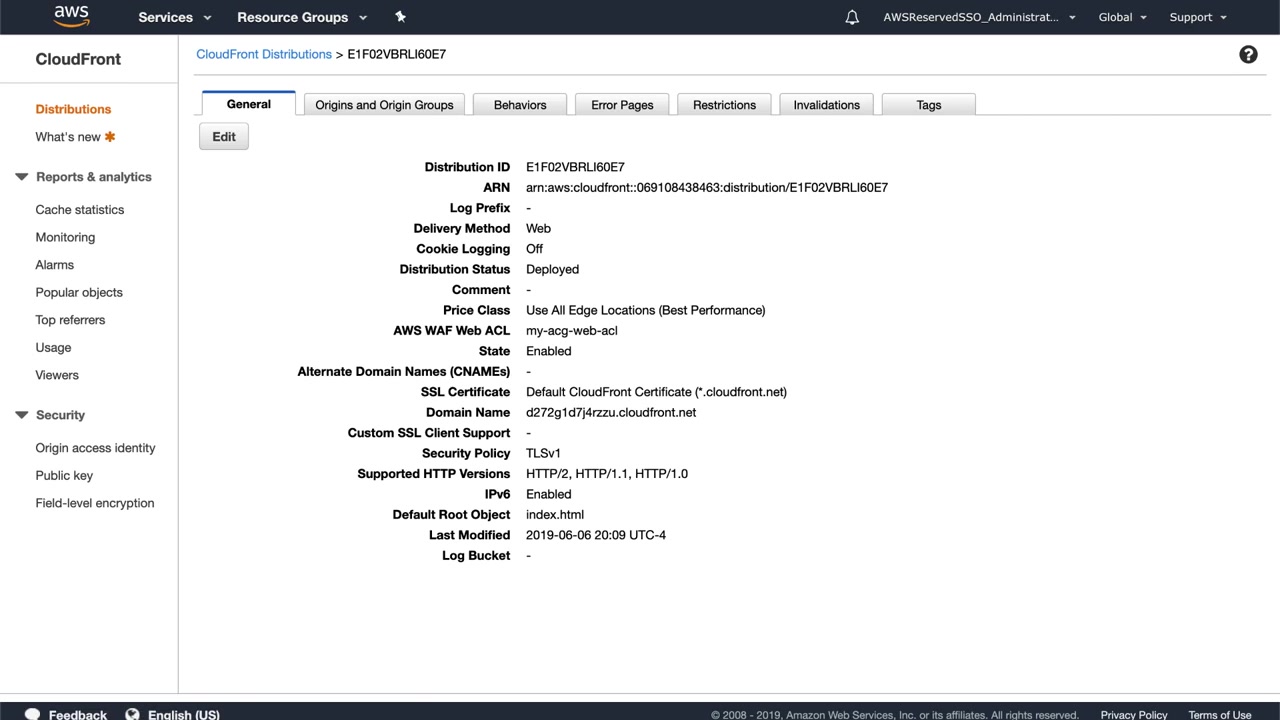 aws Services Resource Groups AWSReservedSSO_Administrat... Global Support
CloudFront
CloudFront Distributions > E1F02VBRLI60E7
General Origins and Origin Groups Behaviors Error Pages Restrictions Invalidations Tags
Distributions
What's new
Reports & analytics
Cache statistics
Monitoring
Alarms
Popular objects
Top referrers
Usage
Viewers
Security
Origin access identity
Public key
Field-level encryption
Edit
Distribution ID E1F02VBRLI60E7
ARN arn:aws:cloudfront::069108438463:distribution/E1F02VBRLI60E7
Log Prefix -
Delivery Method Web
Cookie Logging Off
Distribution Status Deployed
Comment -
Price Class Use All Edge Locations (Best Performance)
AWS WAF Web ACL my-acg-web-acl
State Enabled
Alternate Domain Names (CNAMEs) -
SSL Certificate Default CloudFront Certificate (*.cloudfront.net)
Domain Name d272g1d7j4rzzu.cloudfront.net
Custom SSL Client Support -
Security Policy TLSv1
Supported HTTP Versions HTTP/2, HTTP/1.1, HTTP/1.0
IPv6 Enabled
Default Root Object index.html
Last Modified 2019-06-06 20:09 UTC-4
Log Bucket -
Feedback English (US) © 2008 - 2019, Amazon Web Services, Inc. or its affiliates. All rights reserved. Privacy Policy Terms of Use